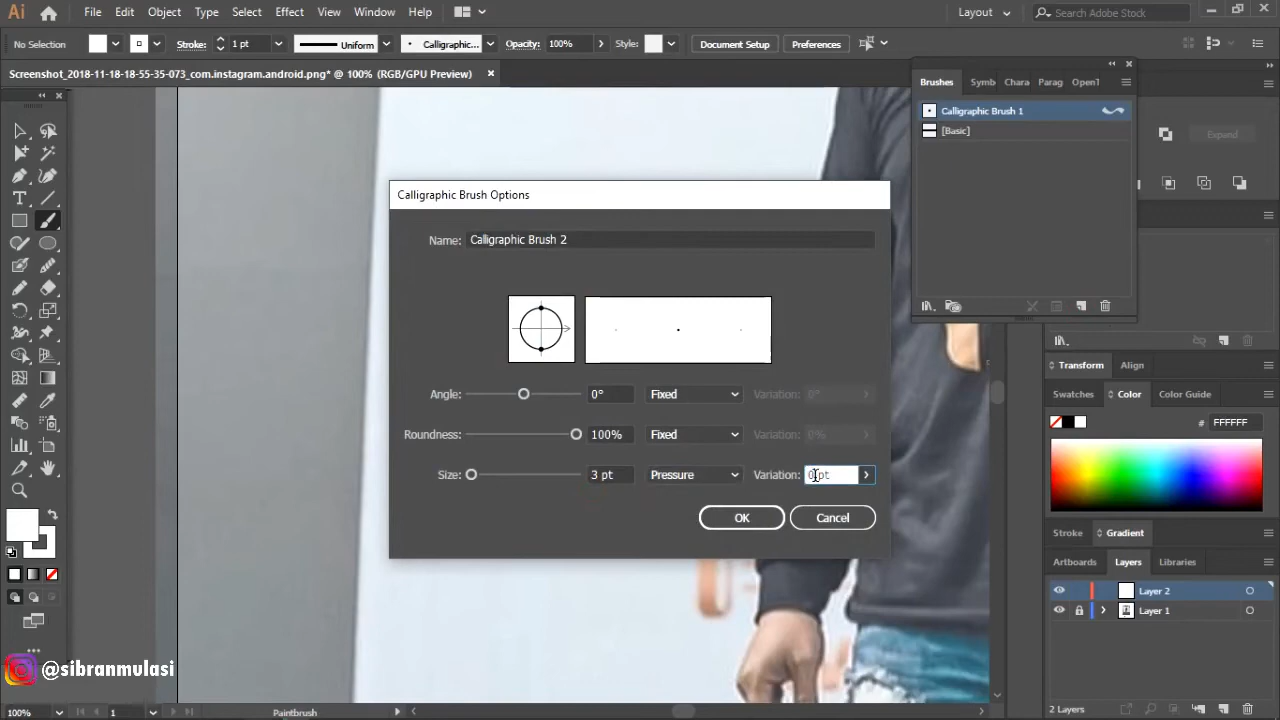 Ai File Edit Object Type Select Effect View Window Help Layout Search Adobe Stock
No Selection Stroke: 1 pt Uniform Calligraphic... Opacity: 100% Style: Document Setup Preferences
Screenshot_2018-11-18-18-55-35-073_com.instagram.android.png* @ 100% (RGB/GPU Preview)
Brushes Symb Chara Parag OpenT
Calligraphic Brush 1
[Basic]
Expand
Calligraphic Brush Options
Name: Calligraphic Brush 2
Angle: 0° Fixed Variation: 0°
Roundness: 100% Fixed Variation: 0%
Size: 3 pt Pressure Variation: 0 pt
OK Cancel
Transform Align
Swatches Color Color Guide
# FFFFFF
Stroke Gradient
Artboards Layers Libraries
Layer 2
Layer 1
@sibranmulasi
100% 1 Paintbrush 2 Layers